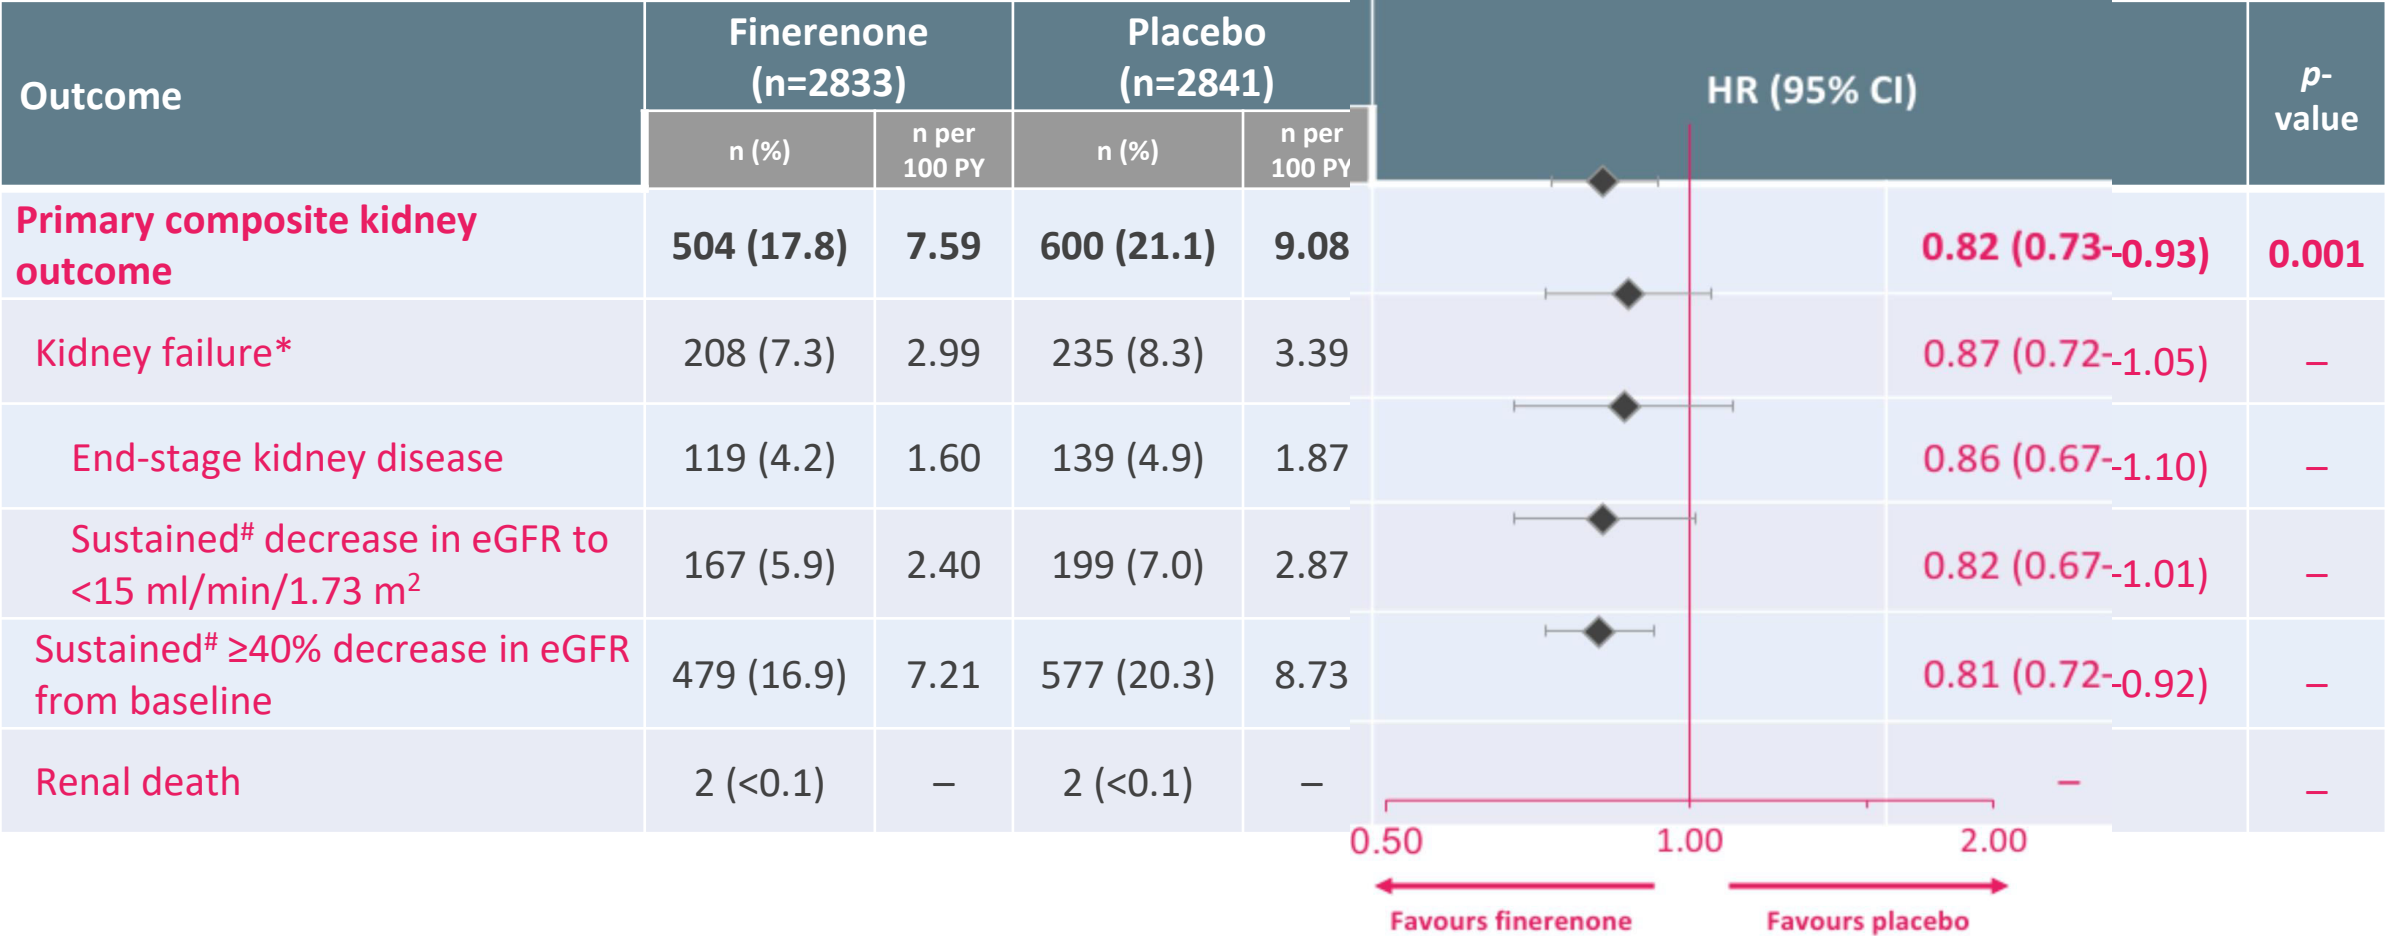 Outcome
Finerenone
(n=2833)
Placebo
(n=2841)
HR (95% CI)
p-
value
n (%)
n per
100 PY
n (%)
n per
100 PY
Primary composite kidney
outcome
504 (17.8) 7.59 600 (21.1) 9.08 0.82 (0.73--0.93) 0.001
Kidney failure* 208 (7.3) 2.99 235 (8.3) 3.39 0.87 (0.72--1.05) –
End-stage kidney disease 119 (4.2) 1.60 139 (4.9) 1.87 0.86 (0.67--1.10) –
Sustained# decrease in eGFR to
<15 ml/min/1.73 m²
167 (5.9) 2.40 199 (7.0) 2.87 0.82 (0.67--1.01) –
Sustained# ≥40% decrease in eGFR
from baseline
479 (16.9) 7.21 577 (20.3) 8.73 0.81 (0.72--0.92) –
Renal death 2 (<0.1) – 2 (<0.1) – – –
0.50 1.00 2.00
Favours finerenone Favours placebo